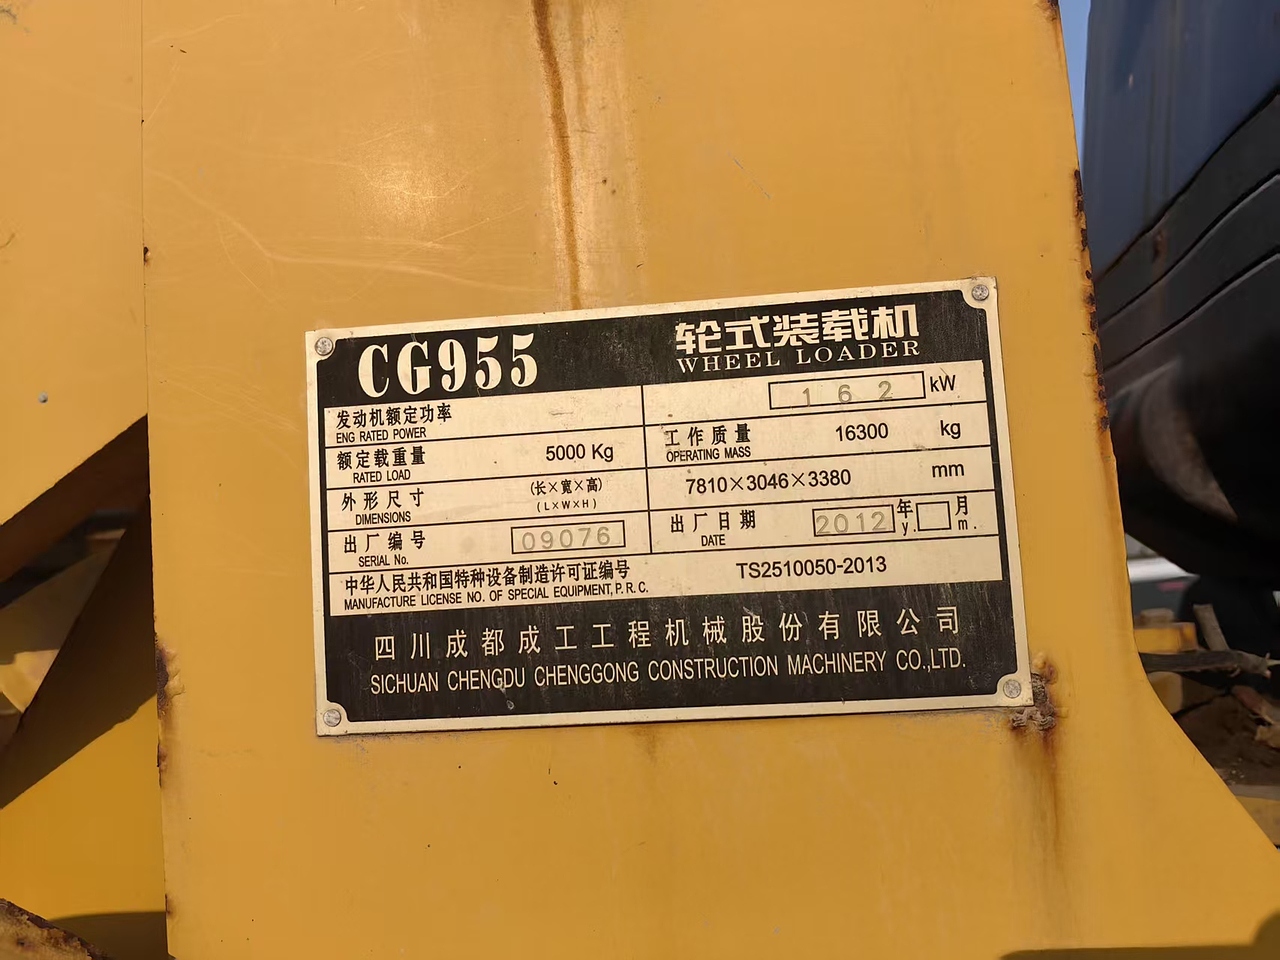 CG955 轮式装载机
WHEEL LOADER
发动机额定功率 162 kW
ENG RATED POWER
额定载重量 5000 Kg 工作质量 16300 kg
RATED LOAD OPERATING MASS
外形尺寸 (长×宽×高) 7810×3046×3380 mm
DIMENSIONS (L×W×H)
出厂编号 09076 出厂日期 2012 年 月
SERIAL No. DATE y. m.
中华人民共和国特种设备制造许可证编号 TS2510050-2013
MANUFACTURE LICENSE NO. OF SPECIAL EQUIPMENT, P.R.C.
四川成都成工工程机械股份有限公司
SICHUAN CHENGDU CHENGGONG CONSTRUCTION MACHINERY CO.,LTD.